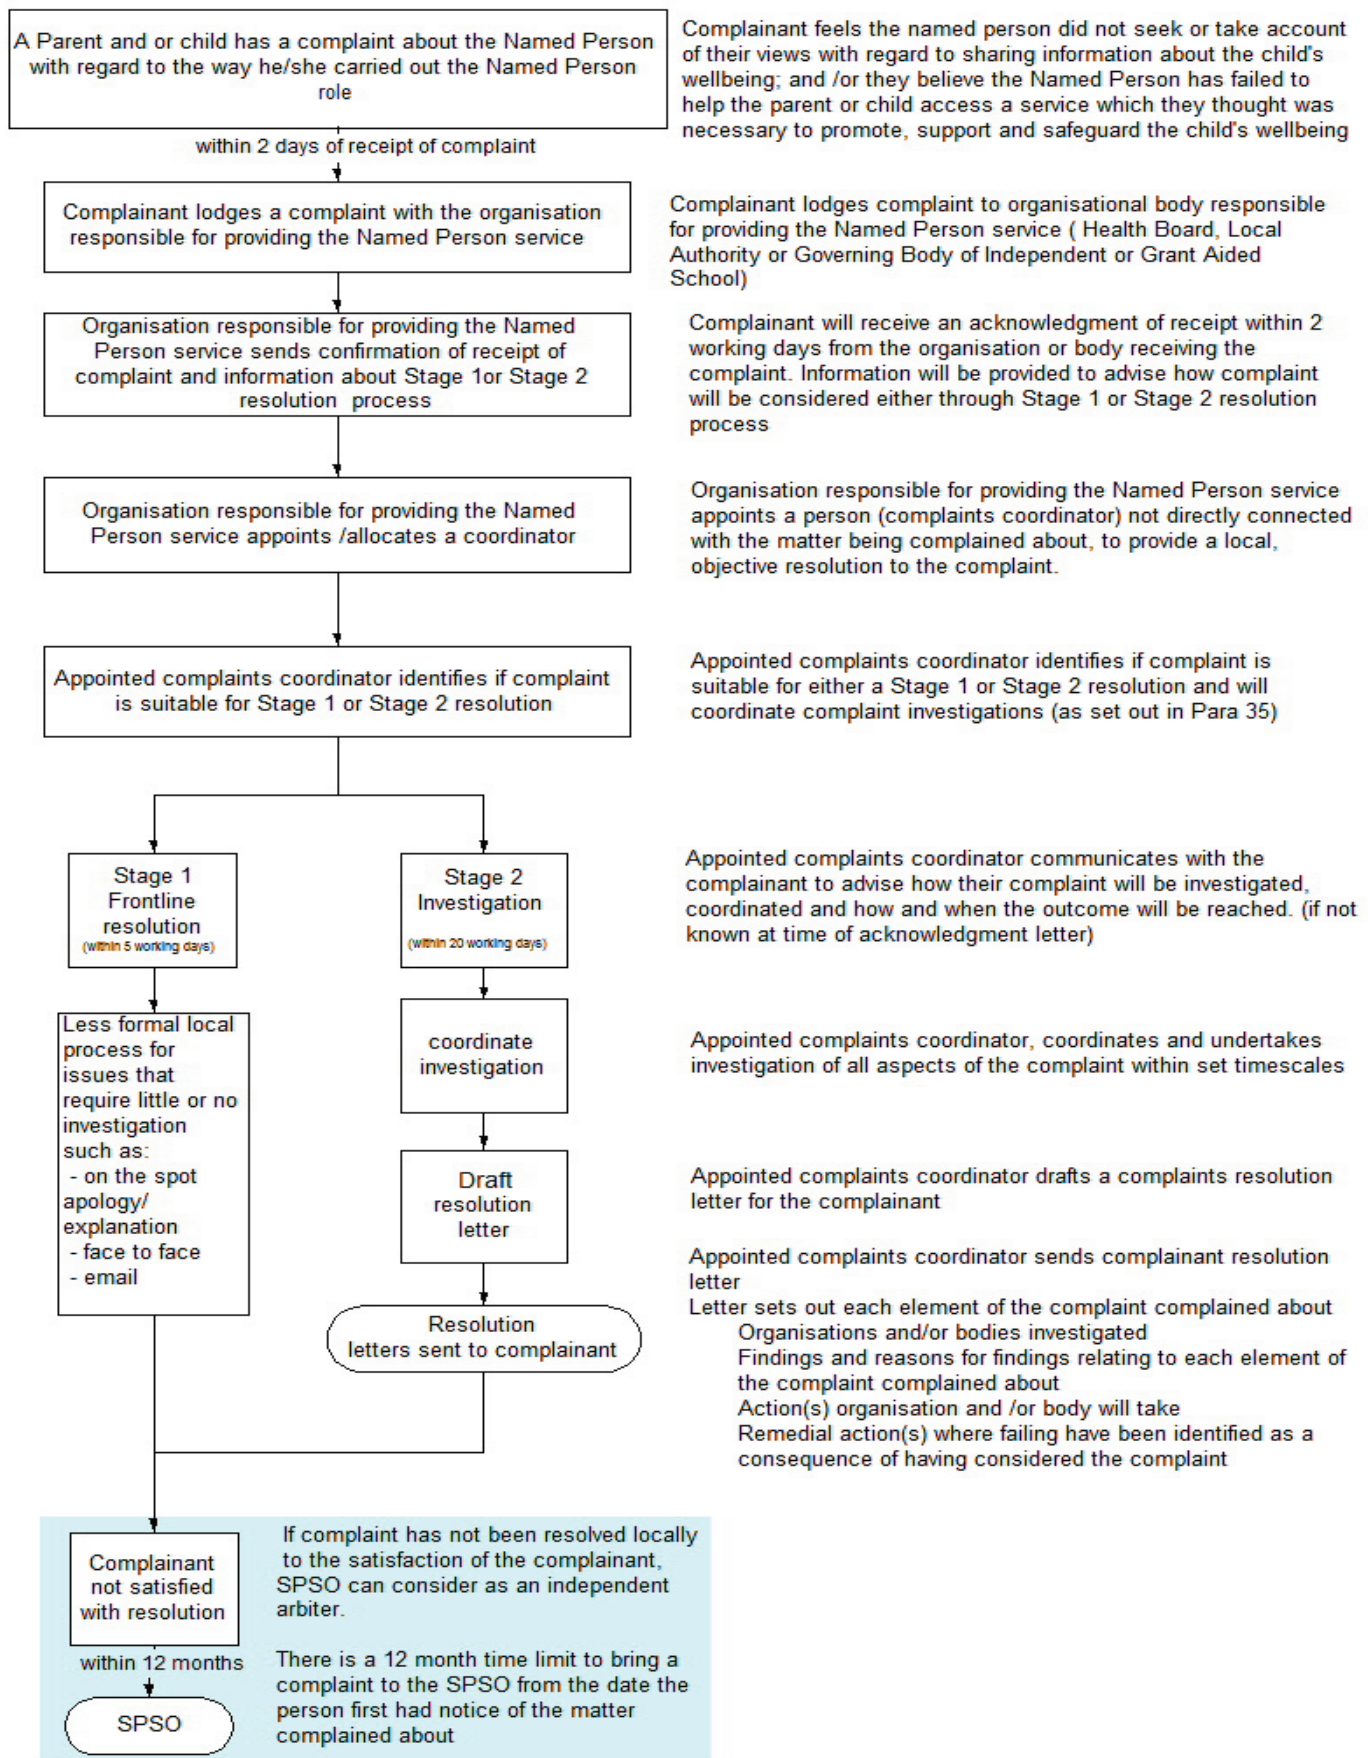 A Parent and or child has a complaint about the Named Person
with regard to the way he/she carried out the Named Person
role
Complainant feels the named person did not seek or take account
of their views with regard to sharing information about the child's
wellbeing; and /or they believe the Named Person has failed to
help the parent or child access a service which they thought was
necessary to promote, support and safeguard the child's wellbeing
within 2 days of receipt of complaint
Complainant lodges a complaint with the organisation
responsible for providing the Named Person service
Complainant lodges complaint to organisational body responsible
for providing the Named Person service ( Health Board, Local
Authority or Governing Body of Independent or Grant Aided
School)
Organisation responsible for providing the Named
Person service sends confirmation of receipt of
complaint and information about Stage 1or Stage 2
resolution process
Complainant will receive an acknowledgment of receipt within 2
working days from the organisation or body receiving the
complaint. Information will be provided to advise how complaint
will be considered either through Stage 1 or Stage 2 resolution
process
Organisation responsible for providing the Named
Person service appoints /allocates a coordinator
Organisation responsible for providing the Named Person service
appoints a person (complaints coordinator) not directly connected
with the matter being complained about, to provide a local,
objective resolution to the complaint.
Appointed complaints coordinator identifies if complaint
is suitable for Stage 1 or Stage 2 resolution
Appointed complaints coordinator identifies if complaint is
suitable for either a Stage 1 or Stage 2 resolution and will
coordinate complaint investigations (as set out in Para 35)
Stage 1
Frontline
resolution
(within 5 working days)
Stage 2
Investigation
(within 20 working days)
Appointed complaints coordinator communicates with the
complainant to advise how their complaint will be investigated,
coordinated and how and when the outcome will be reached. (if not
known at time of acknowledgment letter)
Less formal local
process for
issues that
require little or no
investigation
such as:
- on the spot
apology/
explanation
- face to face
- email
coordinate
investigation
Appointed complaints coordinator, coordinates and undertakes
investigation of all aspects of the complaint within set timescales
Draft
resolution
letter
Appointed complaints coordinator drafts a complaints resolution
letter for the complainant
Resolution
letters sent to complainant
Appointed complaints coordinator sends complainant resolution
letter
Letter sets out each element of the complaint complained about
Organisations and/or bodies investigated
Findings and reasons for findings relating to each element of
the complaint complained about
Action(s) organisation and /or body will take
Remedial action(s) where failing have been identified as a
consequence of having considered the complaint
Complainant
not satisfied
with resolution
If complaint has not been resolved locally
to the satisfaction of the complainant,
SPSO can consider as an independent
arbiter.
within 12 months
SPSO
There is a 12 month time limit to bring a
complaint to the SPSO from the date the
person first had notice of the matter
complained about